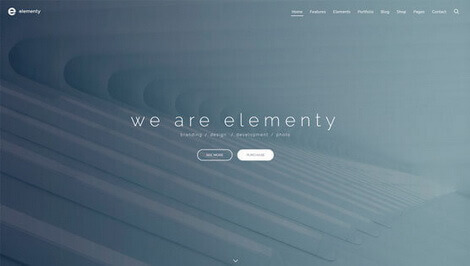 elementy
Home Features Elements Portfolio Blog Shop Pages Contact
we are elementy
branding / design / development / photo
SEE MORE PURCHASE